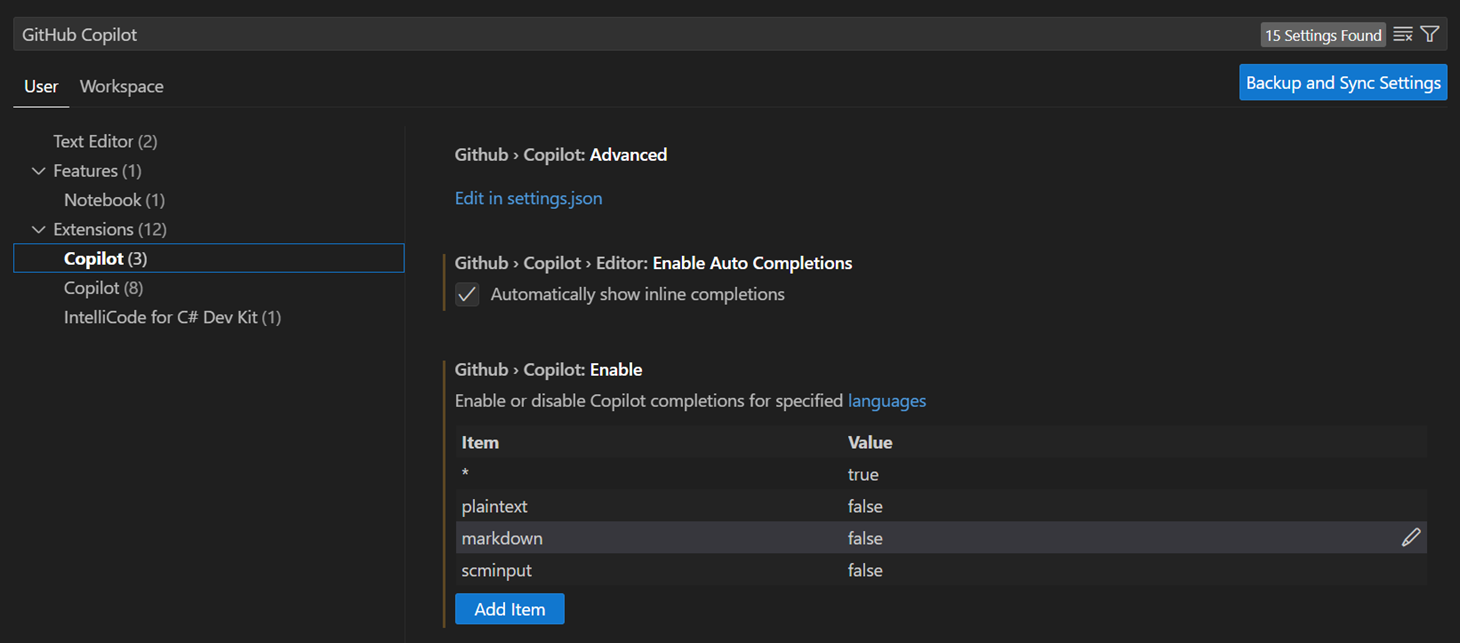 GitHub Copilot
15 Settings Found
User Workspace
Backup and Sync Settings
Text Editor (2)
Features (1)
Notebook (1)
Extensions (12)
Copilot (3)
Copilot (8)
IntelliCode for C# Dev Kit (1)
Github › Copilot: Advanced
Edit in settings.json
Github › Copilot › Editor: Enable Auto Completions
Automatically show inline completions
Github › Copilot: Enable
Enable or disable Copilot completions for specified languages
Item Value
* true
plaintext false
markdown false
scminput false
Add Item